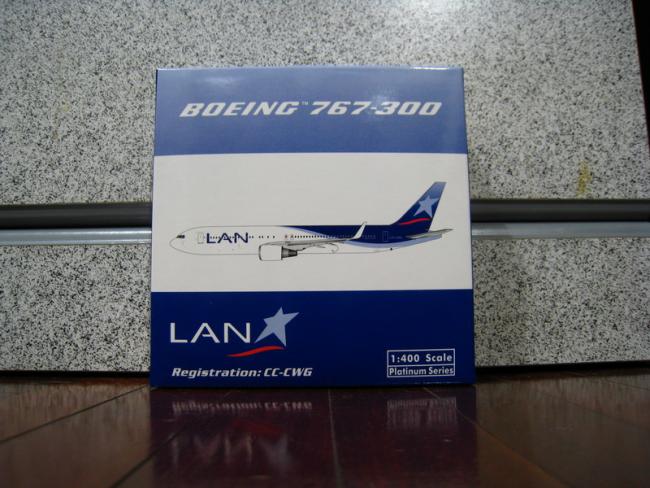 BOEING™ 767-300
LAN
LAN
Registration: CC-CWG
1:400 Scale
Platinum Series